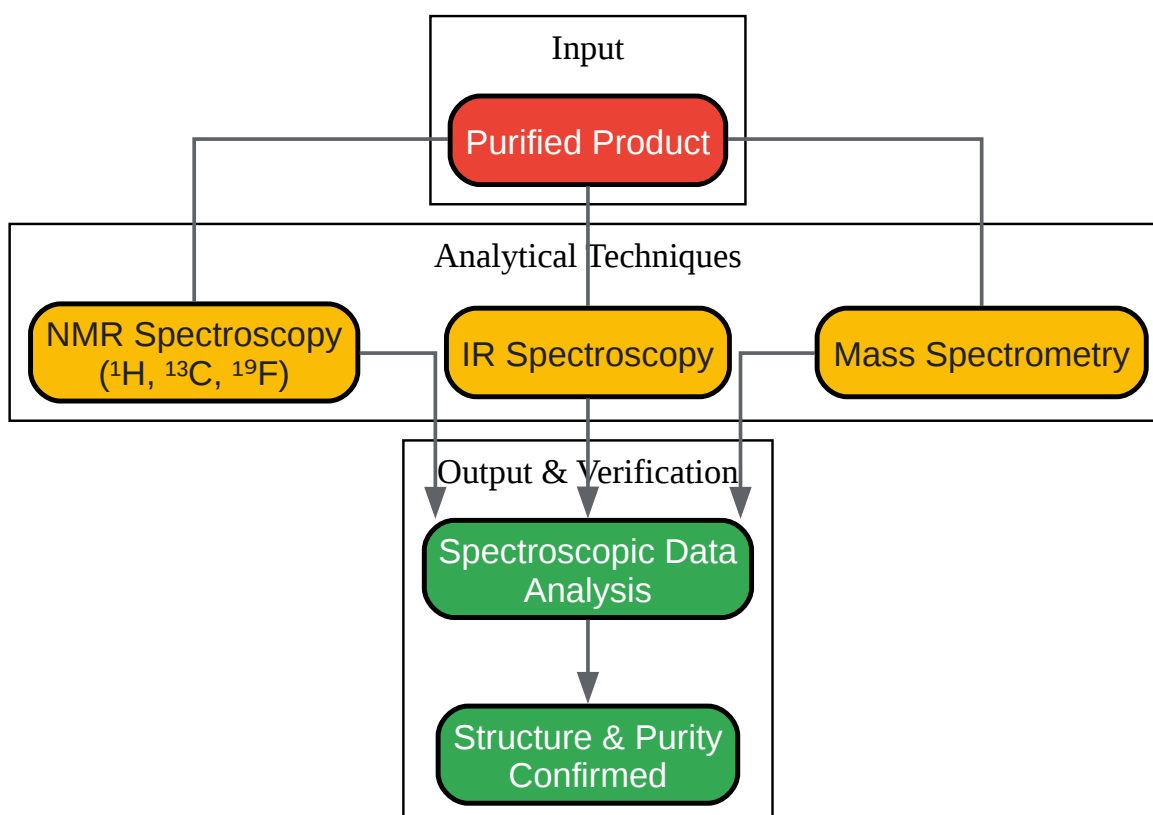 Input
Purified Product
Analytical Techniques
NMR Spectroscopy
(¹H, ¹³C, ¹⁹F)
IR Spectroscopy
Mass Spectrometry
Output & Verification
Spectroscopic Data
Analysis
Structure & Purity
Confirmed